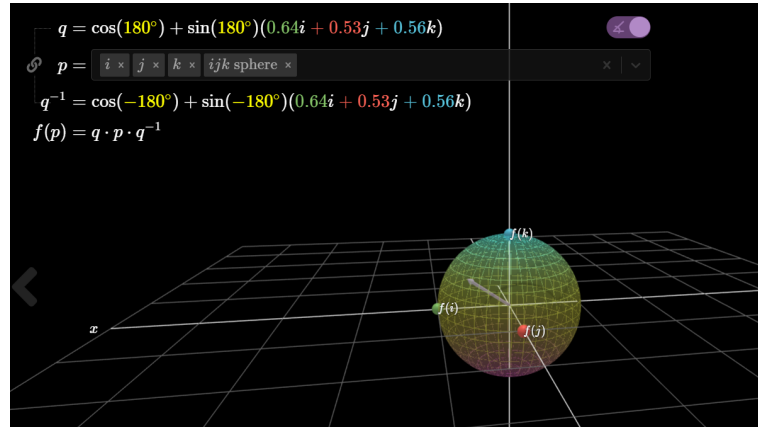 q = cos(180°) + sin(180°)(0.64i + 0.53j + 0.56k)
p = i × j × k × ijk sphere ×
q⁻¹ = cos(−180°) + sin(−180°)(0.64i + 0.53j + 0.56k)
f(p) = q · p · q⁻¹
f(k)
f(i)
f(j)
x